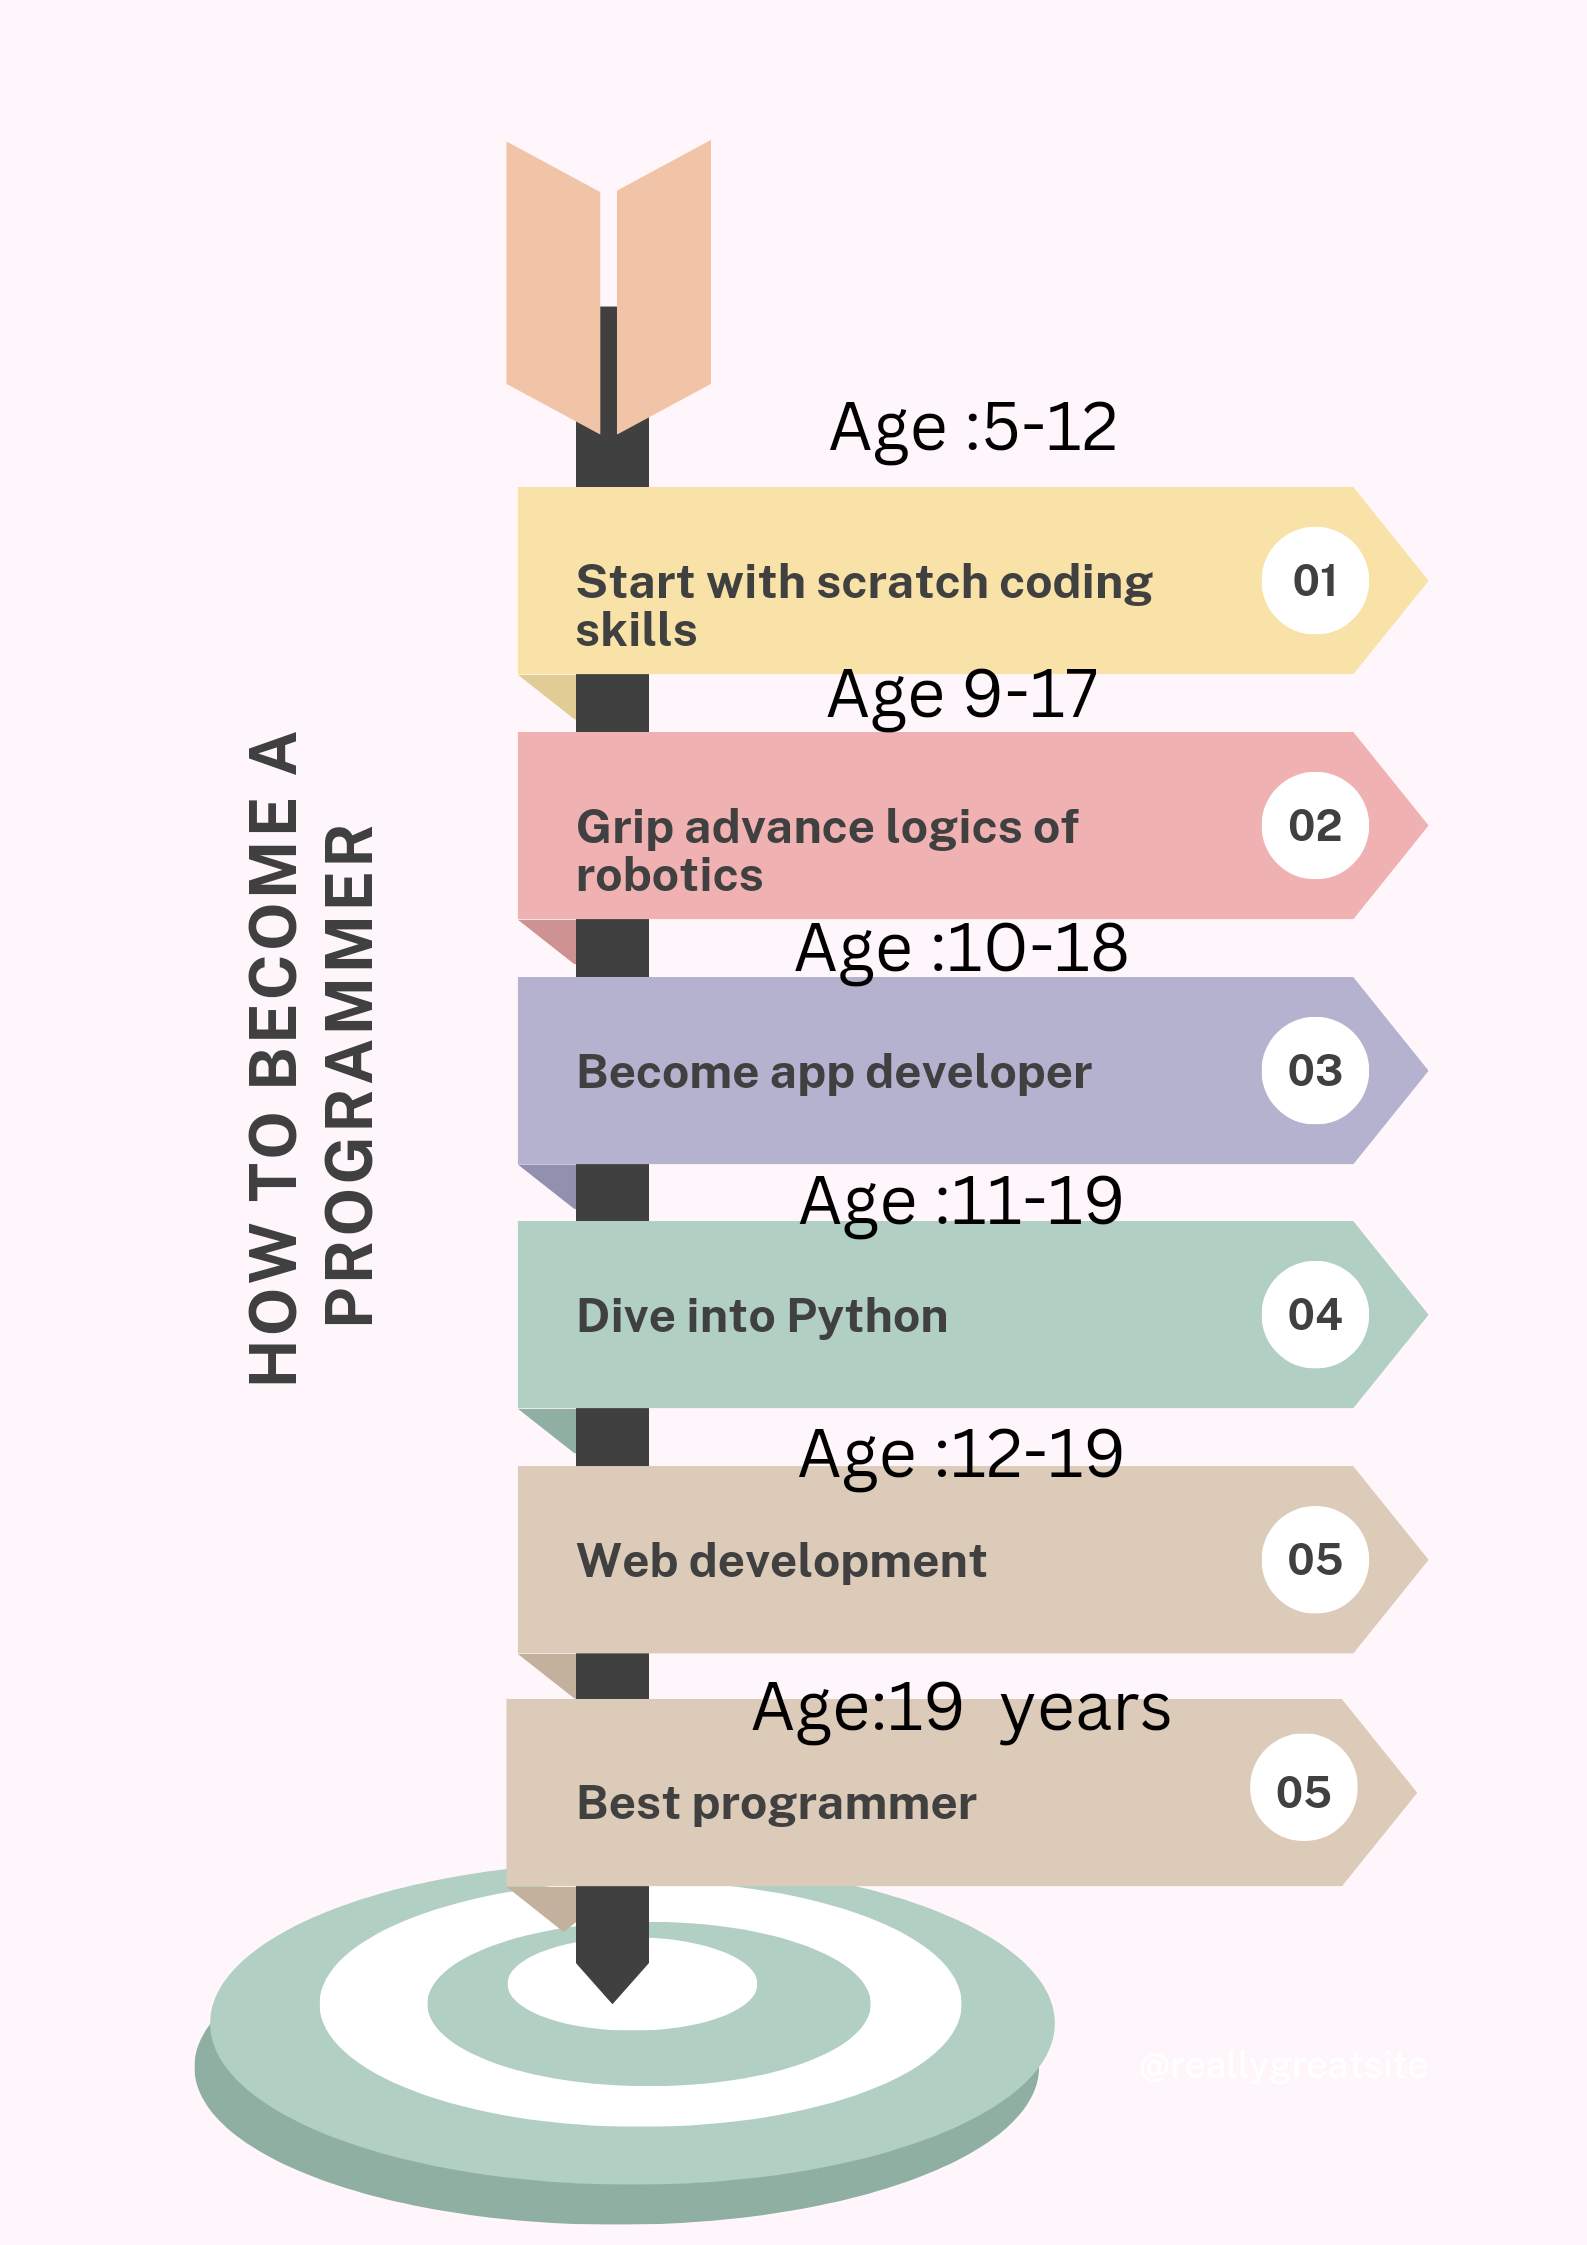 HOW TO BECOME A
PROGRAMMER
Age :5-12
Start with scratch coding
skills
01
Age 9-17
Grip advance logics of
robotics
02
Age :10-18
Become app developer
03
Age :11-19
Dive into Python
04
Age :12-19
Web development
05
Age:19 years
Best programmer
05
@reallygreatsite